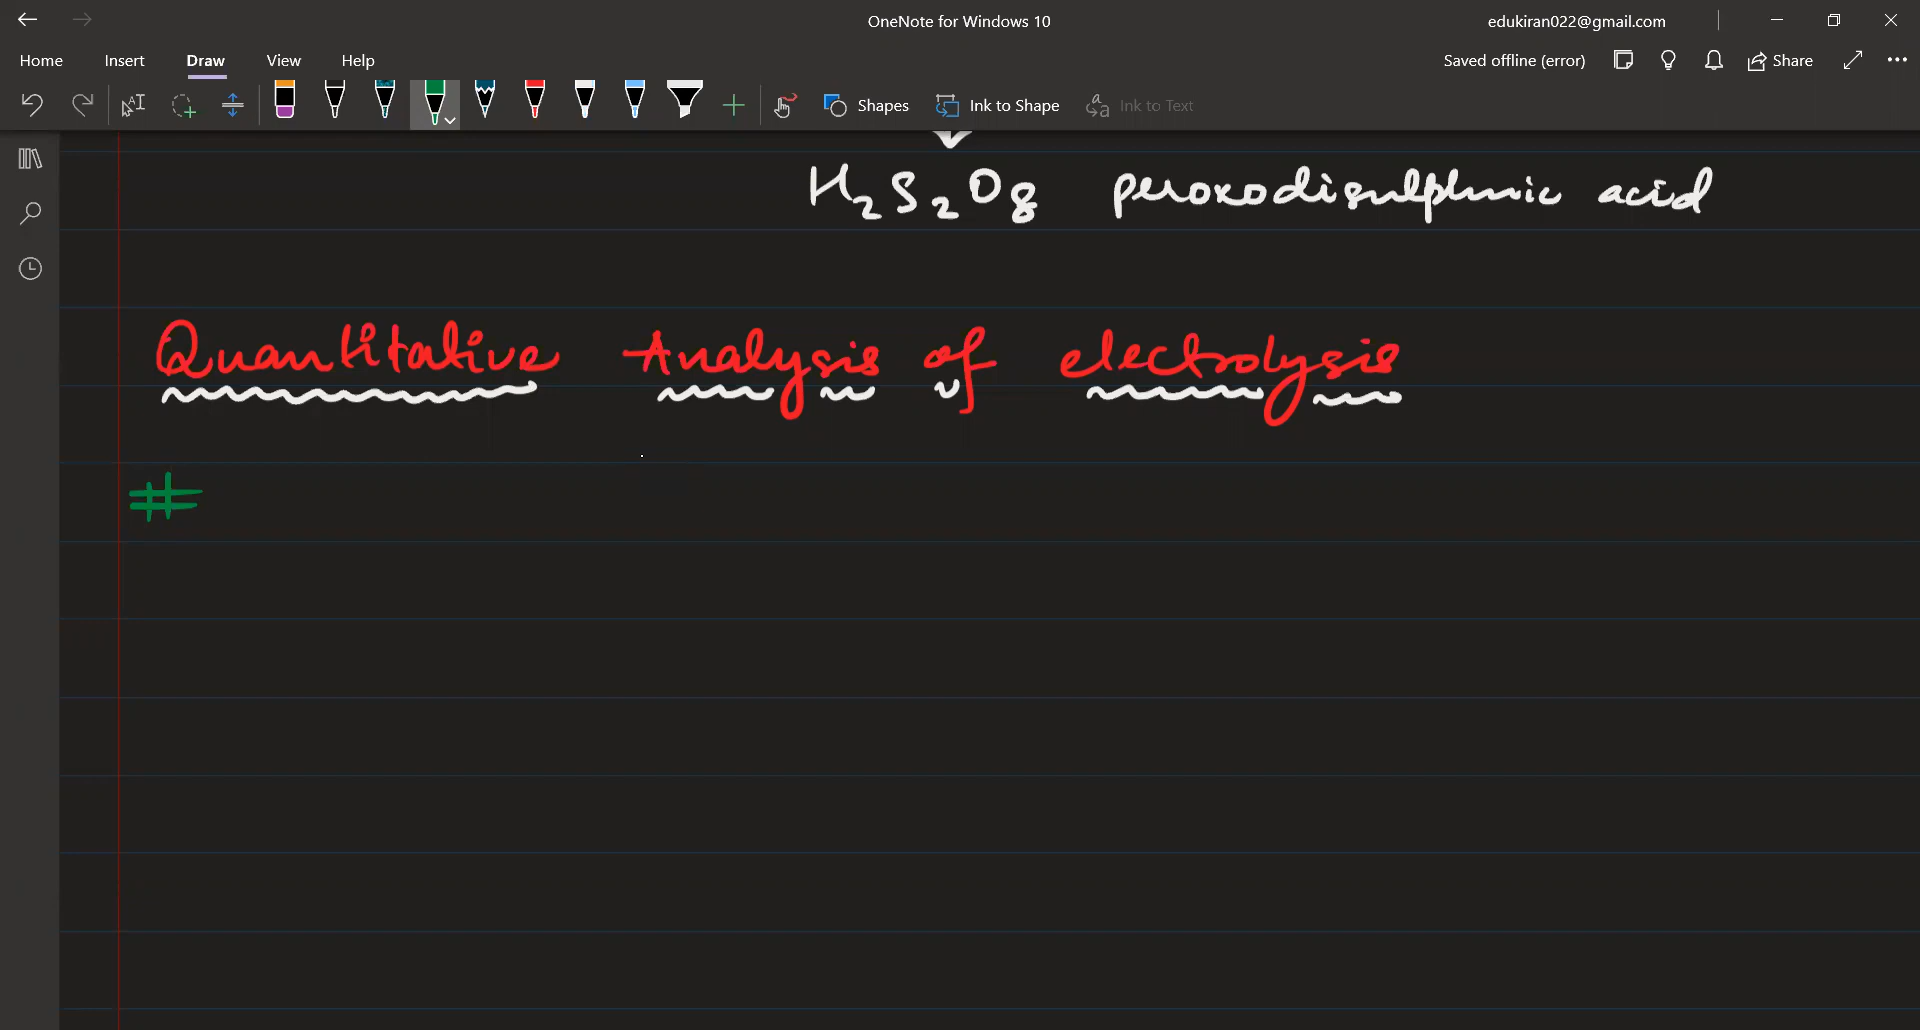 OneNote for Windows 10
edukiran022@gmail.com
Home Insert Draw View Help
Saved offline (error) Share
Shapes Ink to Shape Ink to Text
H₂S₂O₈ peroxodisulphuric acid
Quantitative Analysis of electrolysis
#